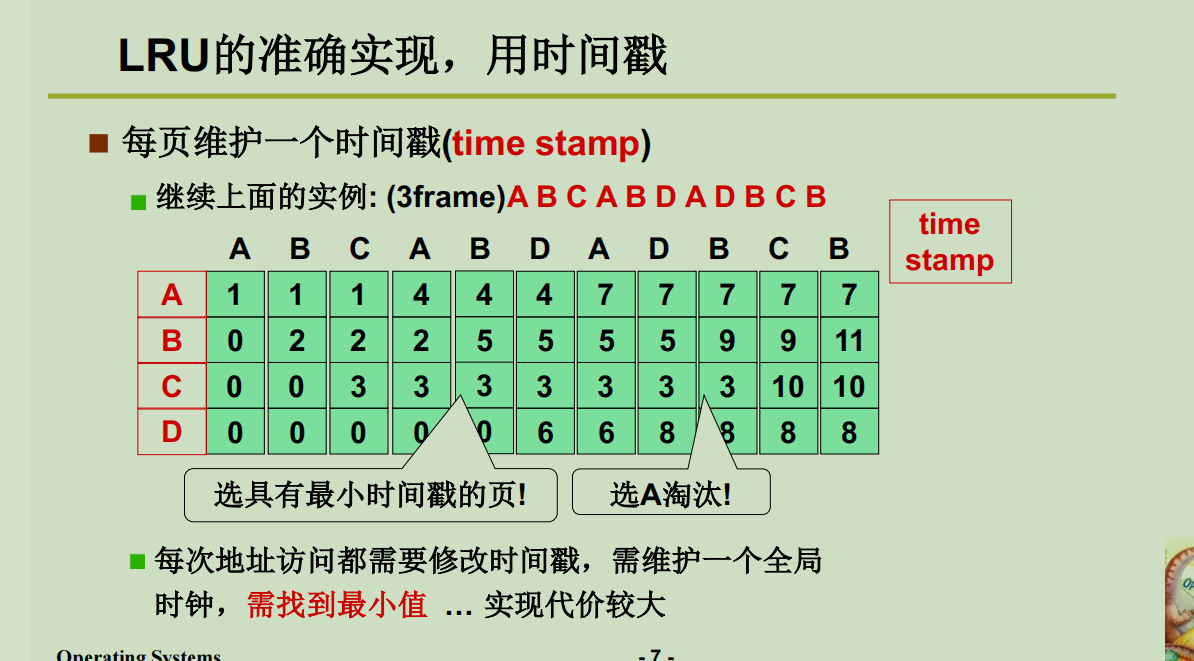 LRU的准确实现，用时间戳
每页维护一个时间戳(time stamp)
继续上面的实例: (3frame)A B C A B D A D B C B
time
stamp
A B C A B D A D B C B
A 1 1 1 4 4 4 7 7 7 7 7
B 0 2 2 2 5 5 5 5 9 9 11
C 0 0 3 3 3 3 3 3 3 10 10
D 0 0 0 0 0 6 6 8 8 8 8
选具有最小时间戳的页!
选A淘汰!
每次地址访问都需要修改时间戳，需维护一个全局
时钟，需找到最小值 … 实现代价较大
Operating Systems
- 7 -